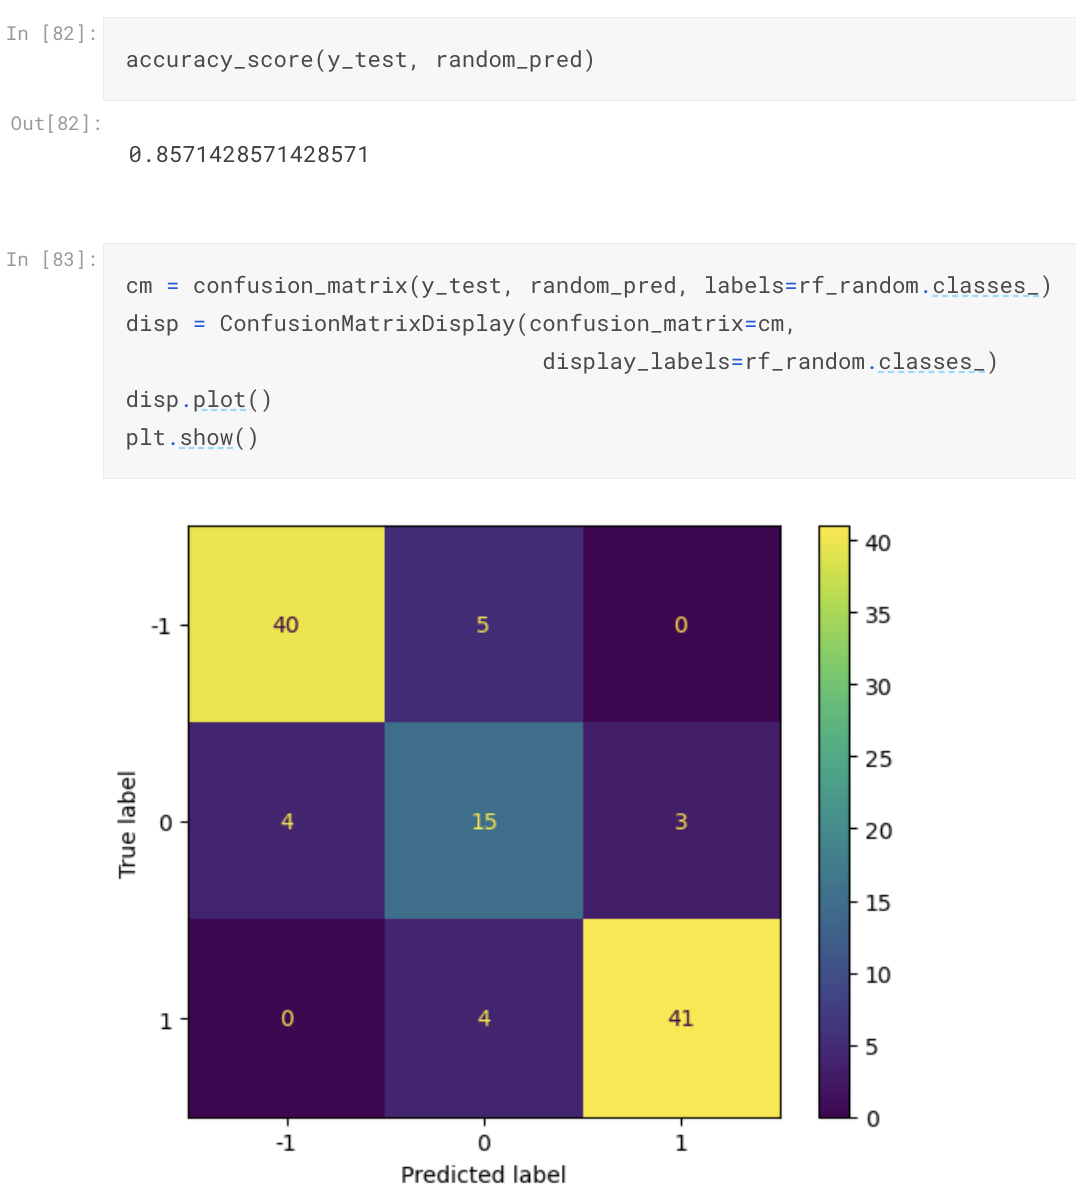 In [82]:
accuracy_score(y_test, random_pred)
Out[82]:
0.8571428571428571
In [83]:
cm = confusion_matrix(y_test, random_pred, labels=rf_random.classes_)
disp = ConfusionMatrixDisplay(confusion_matrix=cm,
display_labels=rf_random.classes_)
disp.plot()
plt.show()
40
-1 40 5 0
35
30
25
True label
0 4 15 3
20
15
10
1 0 4 41
5
0
-1 0 1
Predicted label